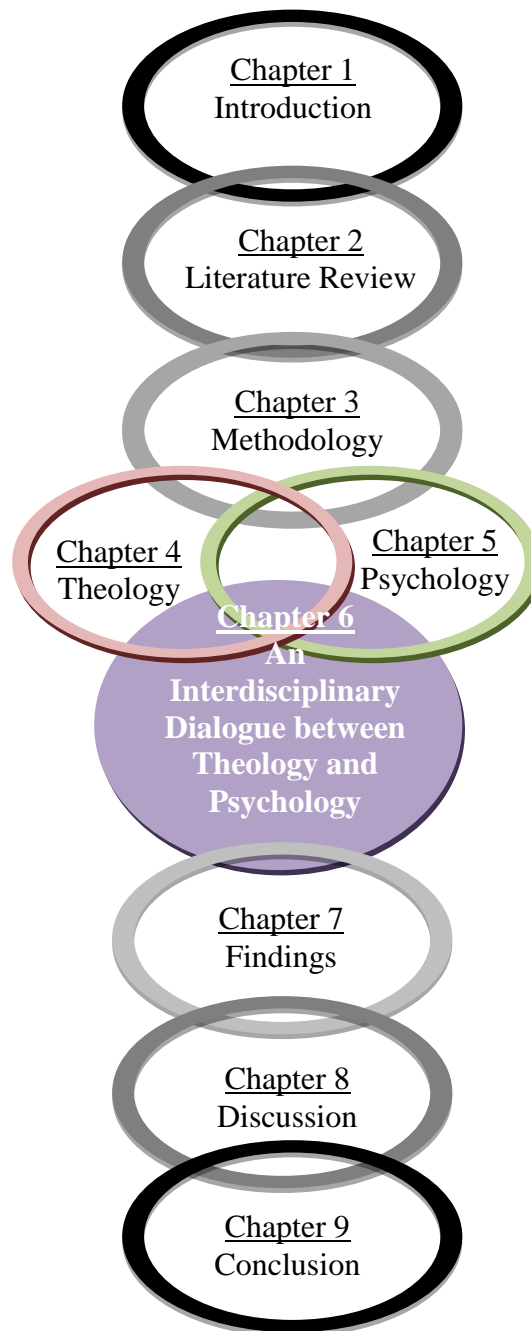 Chapter 1
Introduction
Chapter 2
Literature Review
Chapter 3
Methodology
Chapter 4
Theology
Chapter 5
Psychology
Chapter 6
An
Interdisciplinary
Dialogue between
Theology and
Psychology
Chapter 7
Findings
Chapter 8
Discussion
Chapter 9
Conclusion